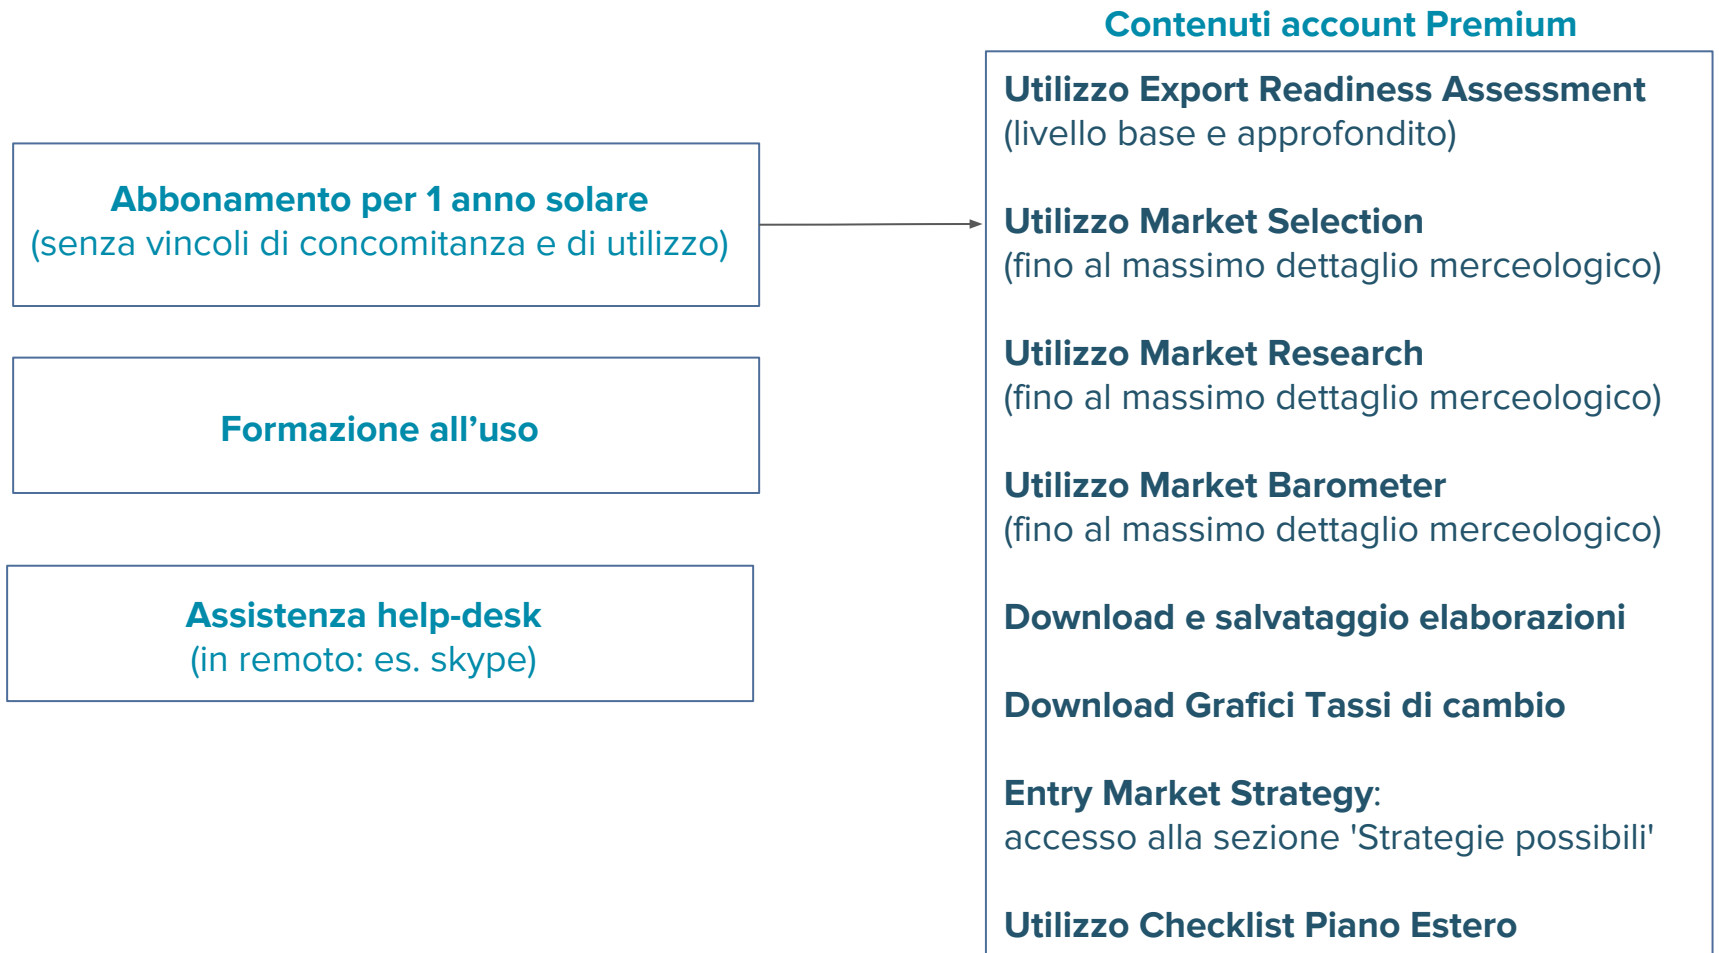 Contenuti account Premium
Abbonamento per 1 anno solare
(senza vincoli di concomitanza e di utilizzo)
Formazione all’uso
Assistenza help-desk
(in remoto: es. skype)
Utilizzo Export Readiness Assessment
(livello base e approfondito)
Utilizzo Market Selection
(fino al massimo dettaglio merceologico)
Utilizzo Market Research
(fino al massimo dettaglio merceologico)
Utilizzo Market Barometer
(fino al massimo dettaglio merceologico)
Download e salvataggio elaborazioni
Download Grafici Tassi di cambio
Entry Market Strategy:
accesso alla sezione 'Strategie possibili'
Utilizzo Checklist Piano Estero